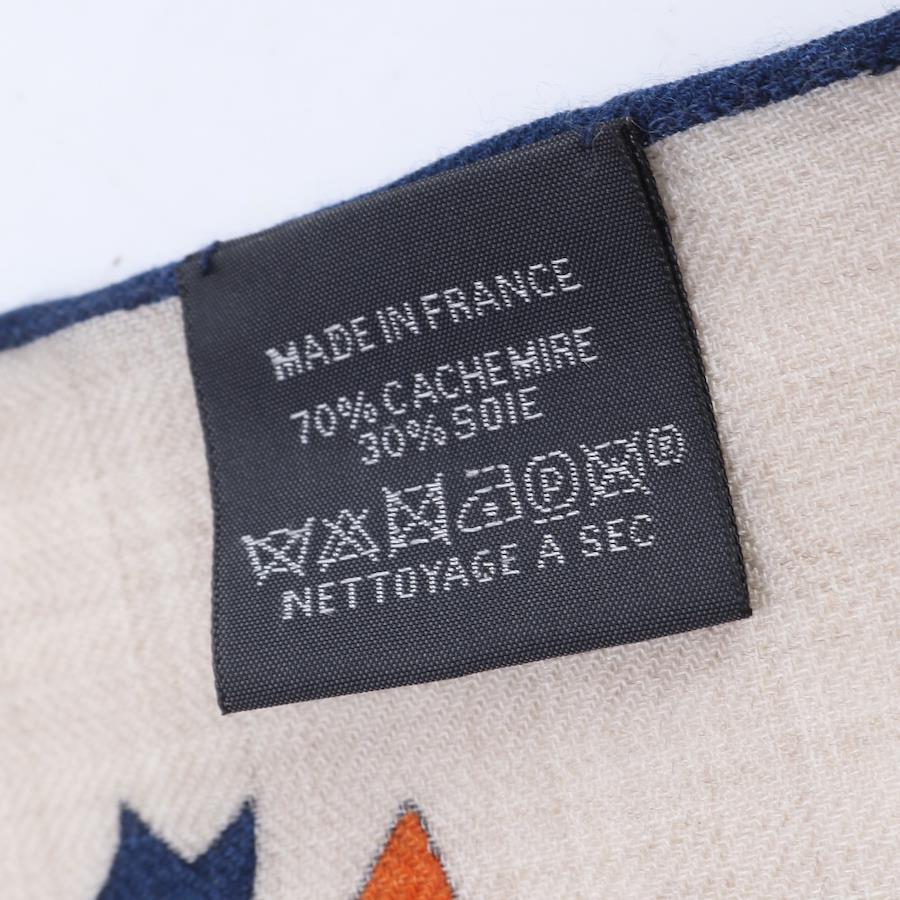 MADE IN FRANCE
70% CACHEMIRE
30% SOIE
P ®
NETTOYAGE A SEC